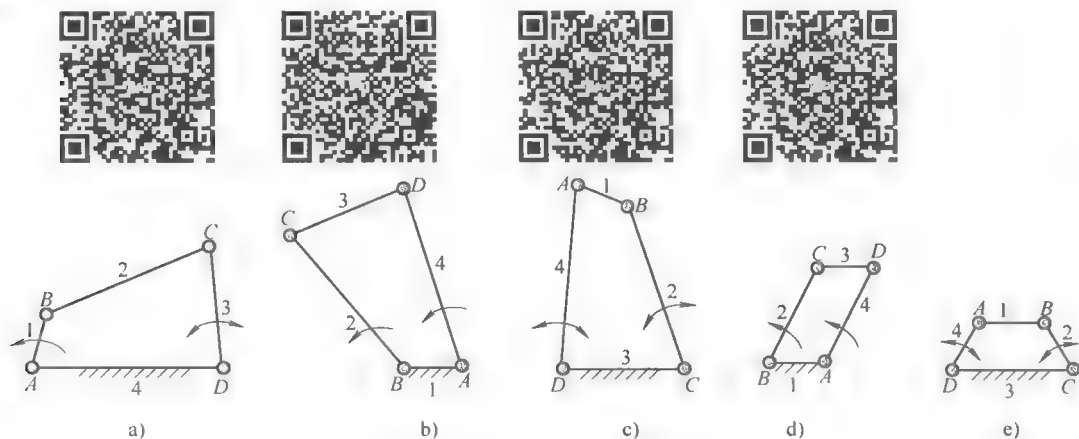 A 1 B 2 C 3 D 4
a)
C 3 D 4 2 B 1 A
b)
A 1 B 4 2 D 3 C
c)
C 3 D 2 4 B 1 A
d)
A 1 B 4 2 D 3 C
e)